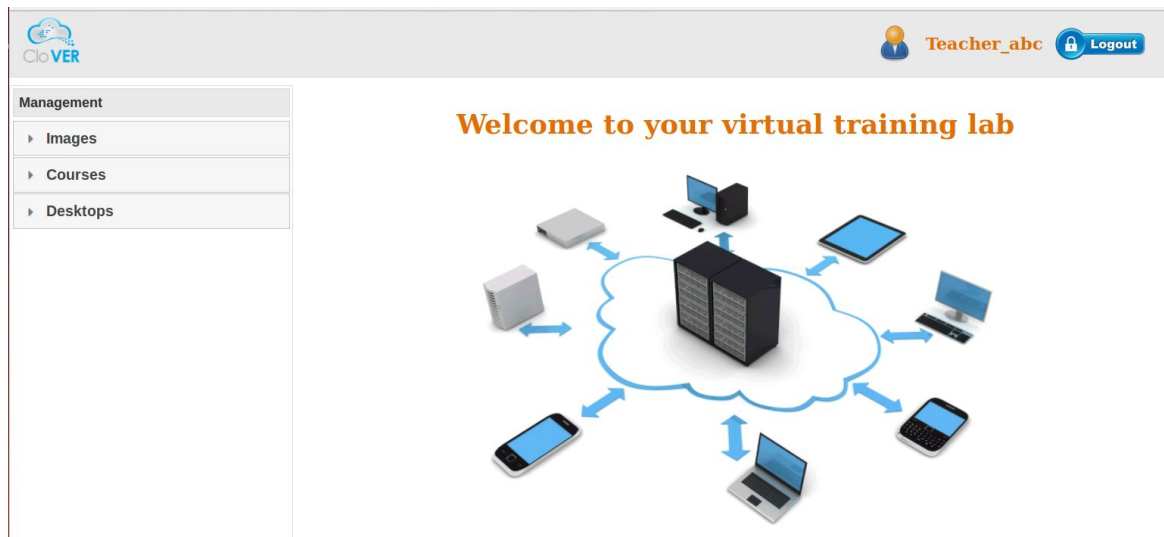 CloVER
Teacher_abc
Logout
Management
Images
Courses
Desktops
Welcome to your virtual training lab